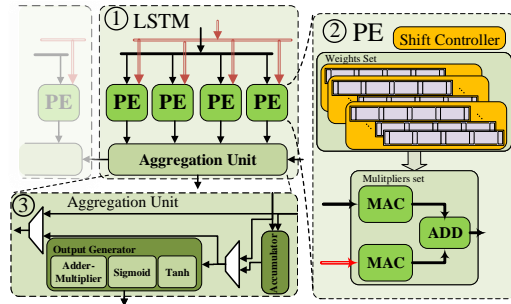 1 LSTM
PE
PE PE PE PE
Aggregation Unit
2 PE
Shift Controller
Weights Set
Mulitpliers set
MAC
ADD
MAC
3 Aggregation Unit
Output Generator
Adder-
Multiplier
Sigmoid
Tanh
Accumulator